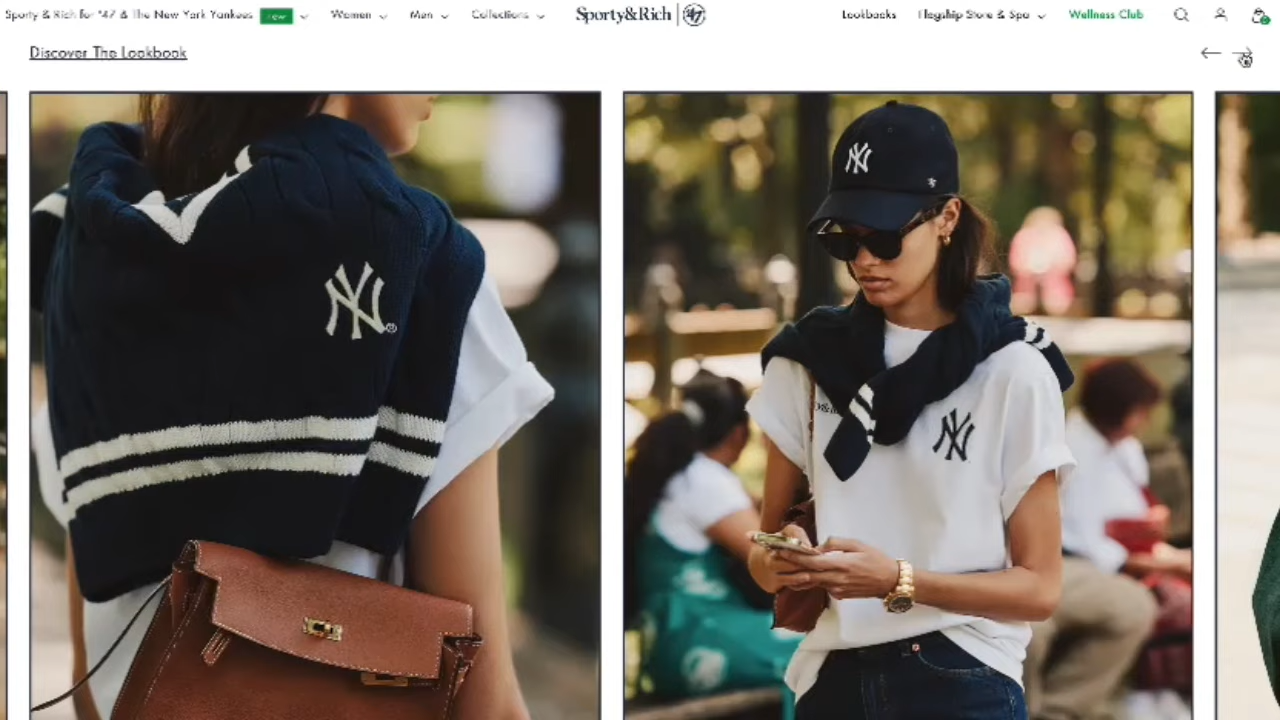 Sporty & Rich for '47 & The New York Yankees New Women Men Collections Sporty&Rich '47 Lookbooks Flagship Store & Spa Wellness Club
Discover The Lookbook
NY
NY
NY